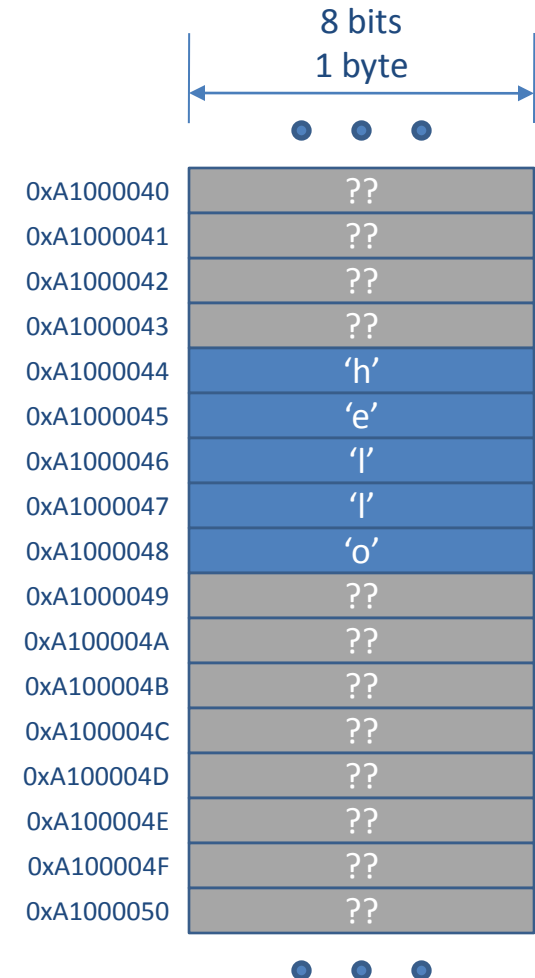 8 bits
1 byte
0xA1000040 ??
0xA1000041 ??
0xA1000042 ??
0xA1000043 ??
0xA1000044 ‘h’
0xA1000045 ‘e’
0xA1000046 ‘l’
0xA1000047 ‘l’
0xA1000048 ‘o’
0xA1000049 ??
0xA100004A ??
0xA100004B ??
0xA100004C ??
0xA100004D ??
0xA100004E ??
0xA100004F ??
0xA1000050 ??